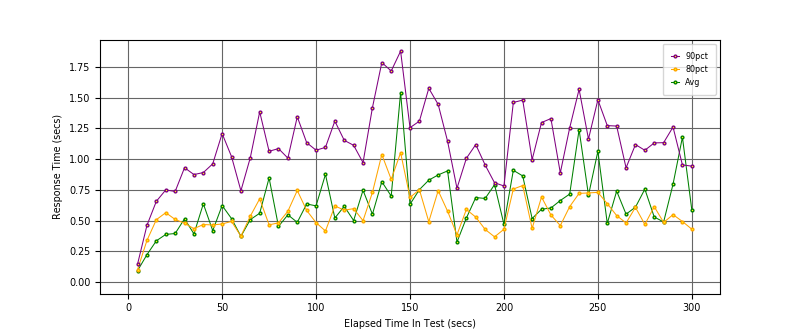 90pct
80pct
Avg
1.75
1.50
1.25
1.00
0.75
0.50
0.25
0.00
Response Time (secs)
0 50 100 150 200 250 300
Elapsed Time In Test (secs)